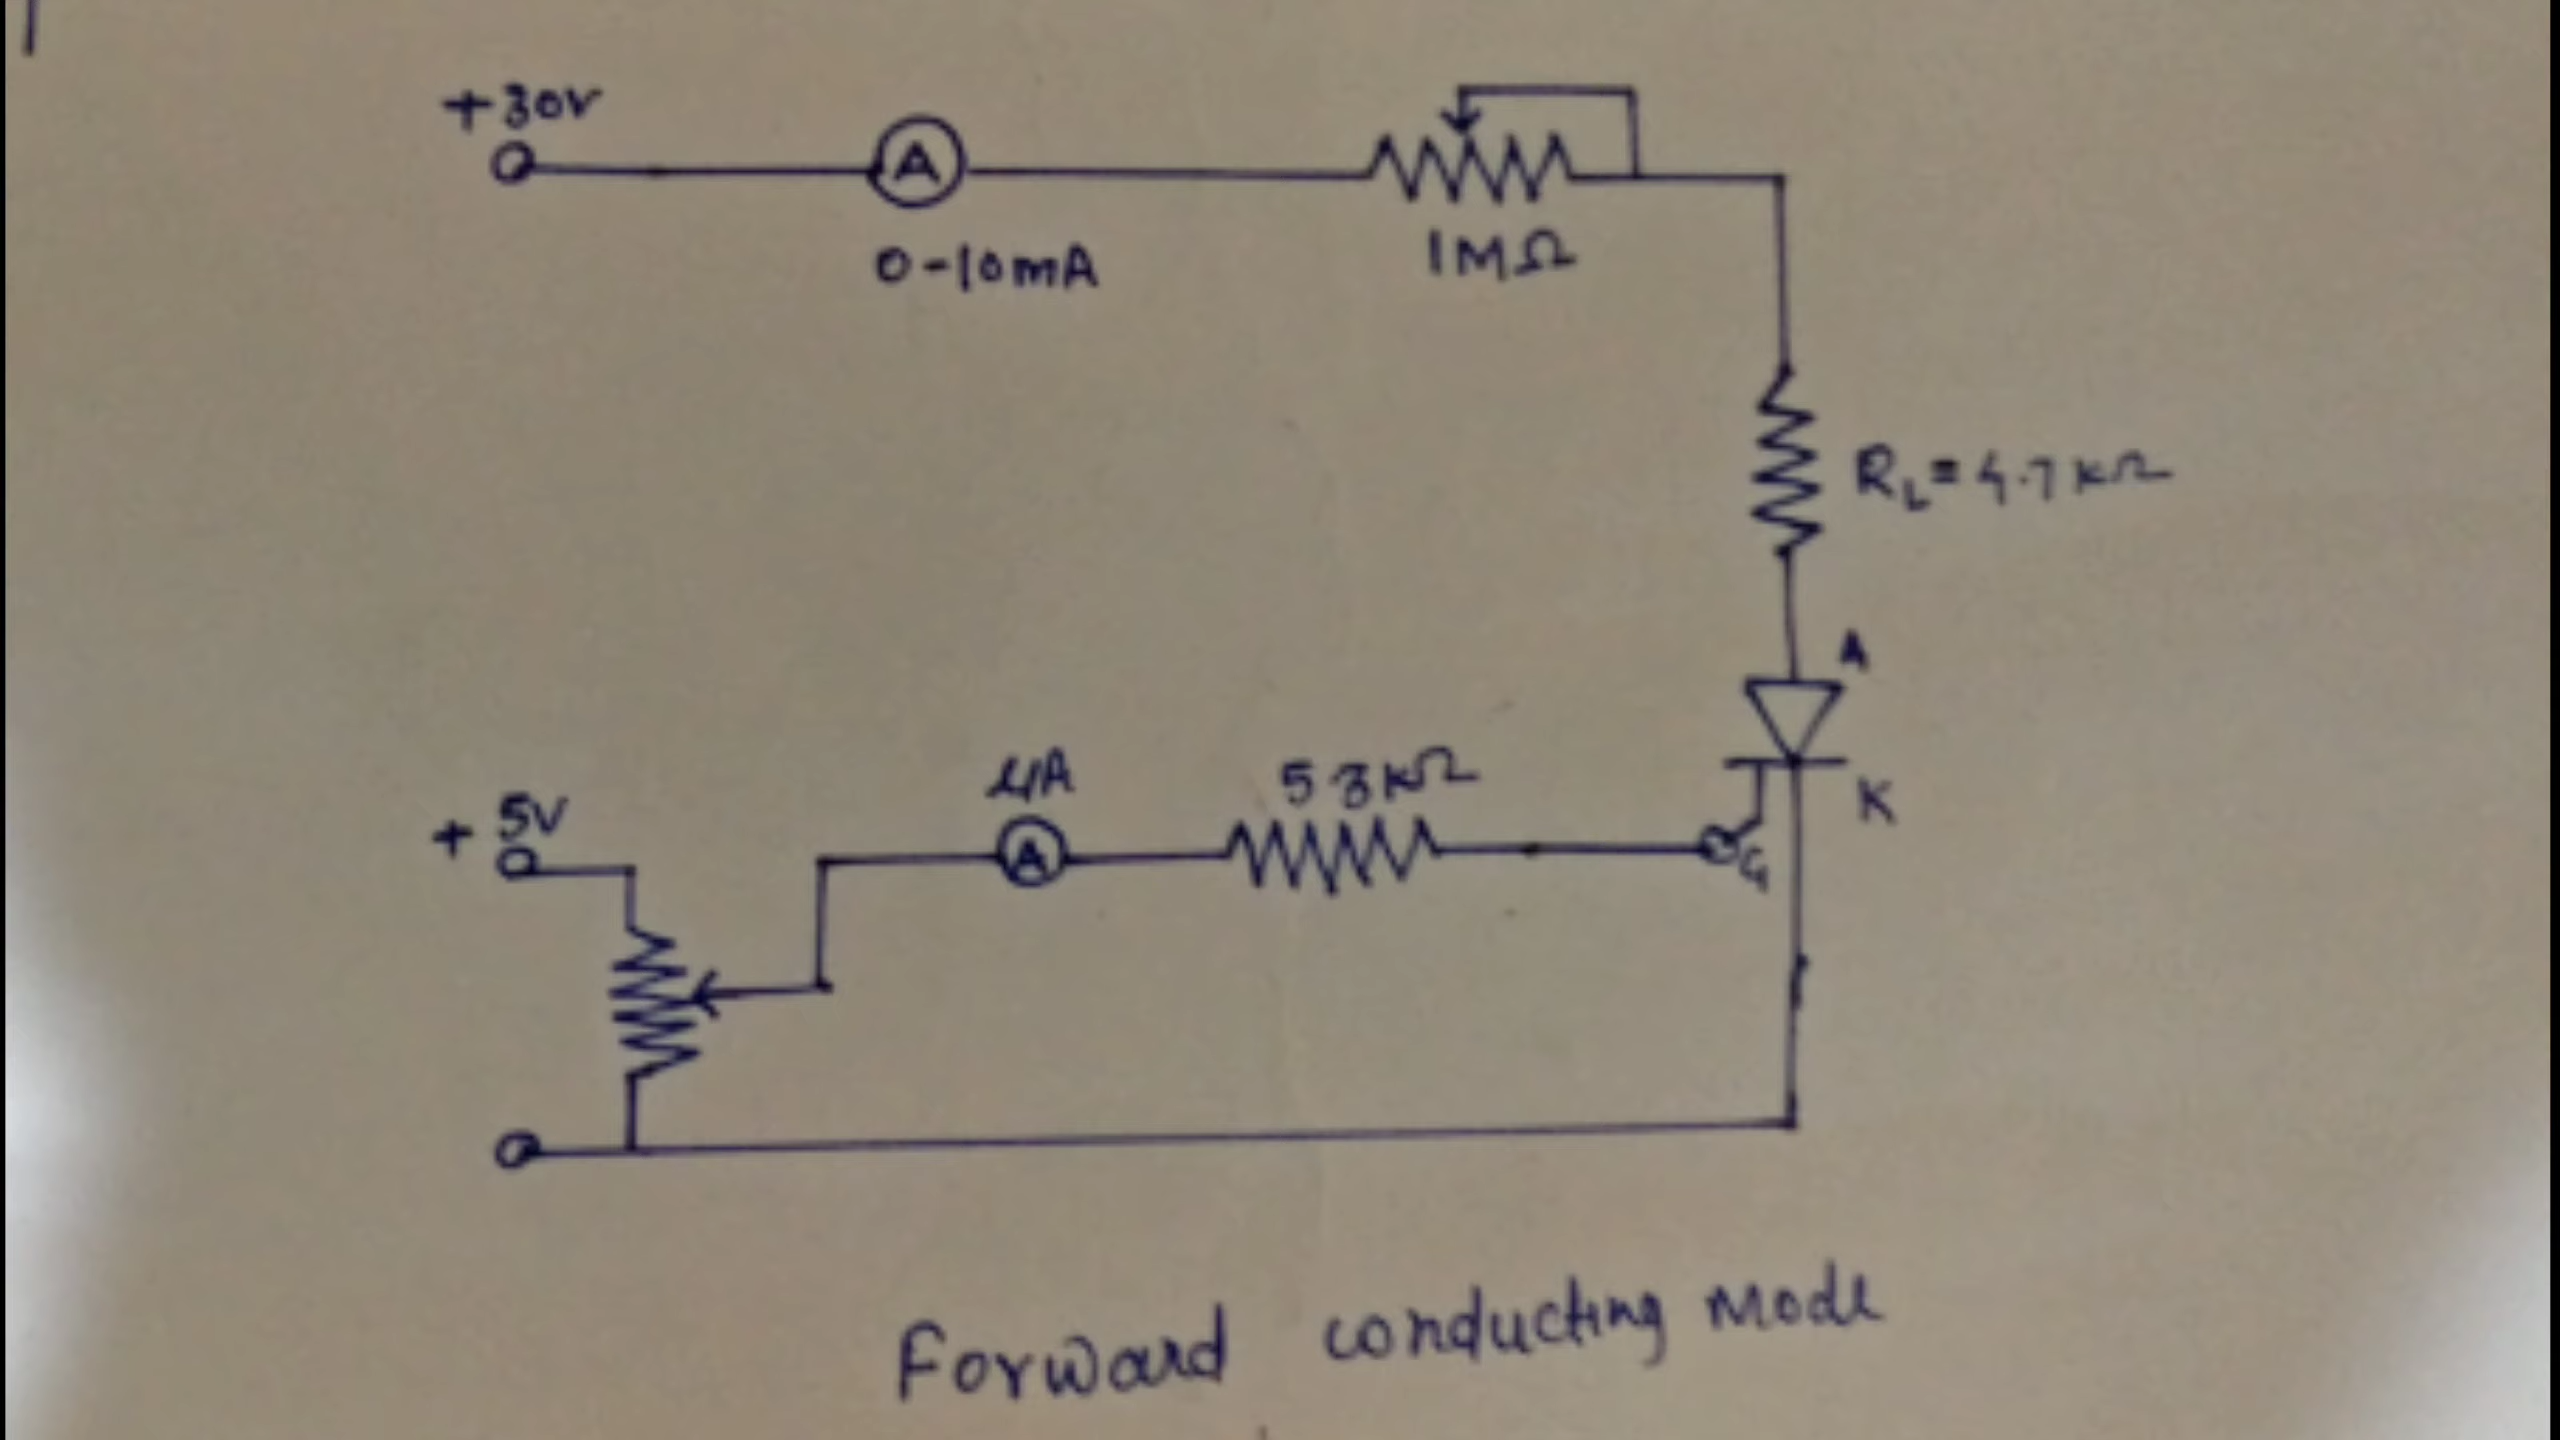 +30V
A
0-10mA
1MΩ
RL=4.7KΩ
A
K
μA
A
5.3KΩ
G
+ 5V
Forward conducting Mode